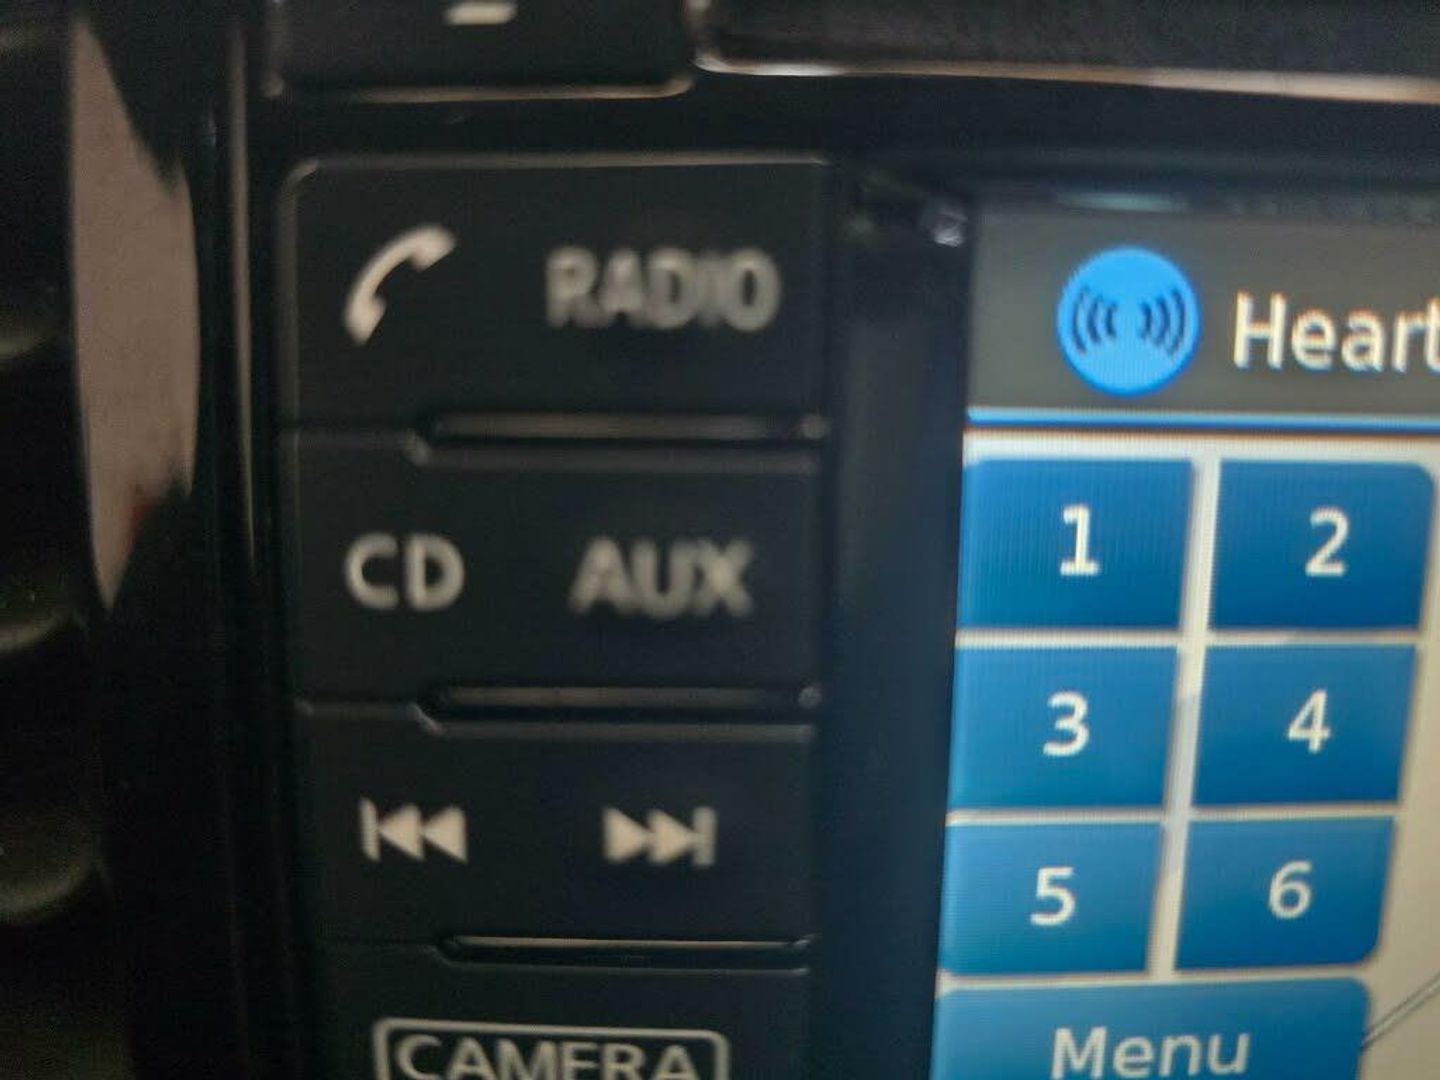 RADIO
Heart
CD AUX
1 2
3 4
5 6
CAMERA
Menu